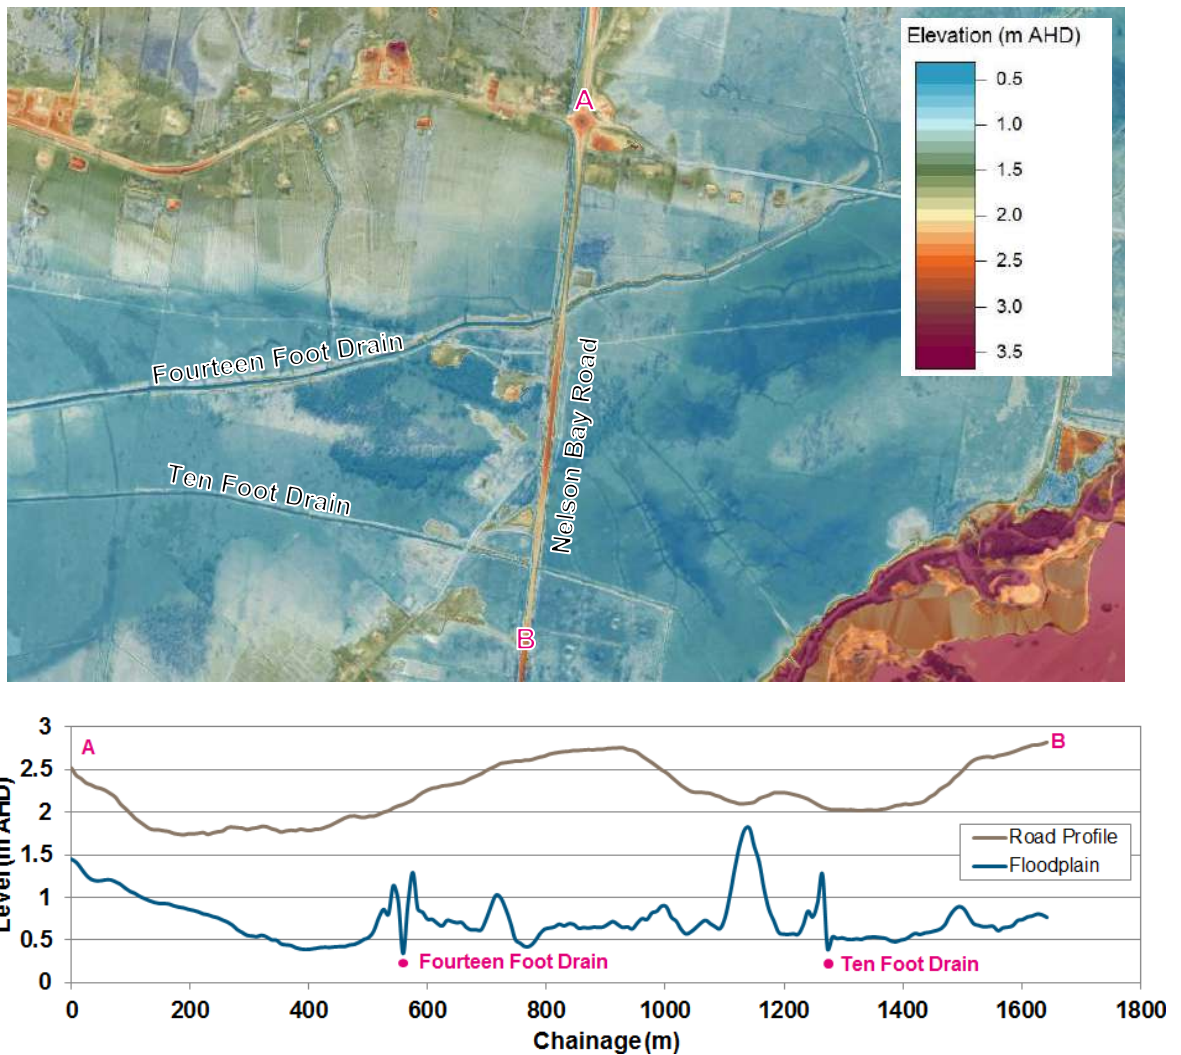 Elevation (m AHD)
0.5
1.0
1.5
2.0
2.5
3.0
3.5
A
Fourteen Foot Drain
Nelson Bay Road
Ten Foot Drain
B
3
2.5
2
1.5
1
0.5
0
Level (m AHD)
A
B
Road Profile
Floodplain
Fourteen Foot Drain
Ten Foot Drain
0 200 400 600 800 1000 1200 1400 1600 1800
Chainage (m)